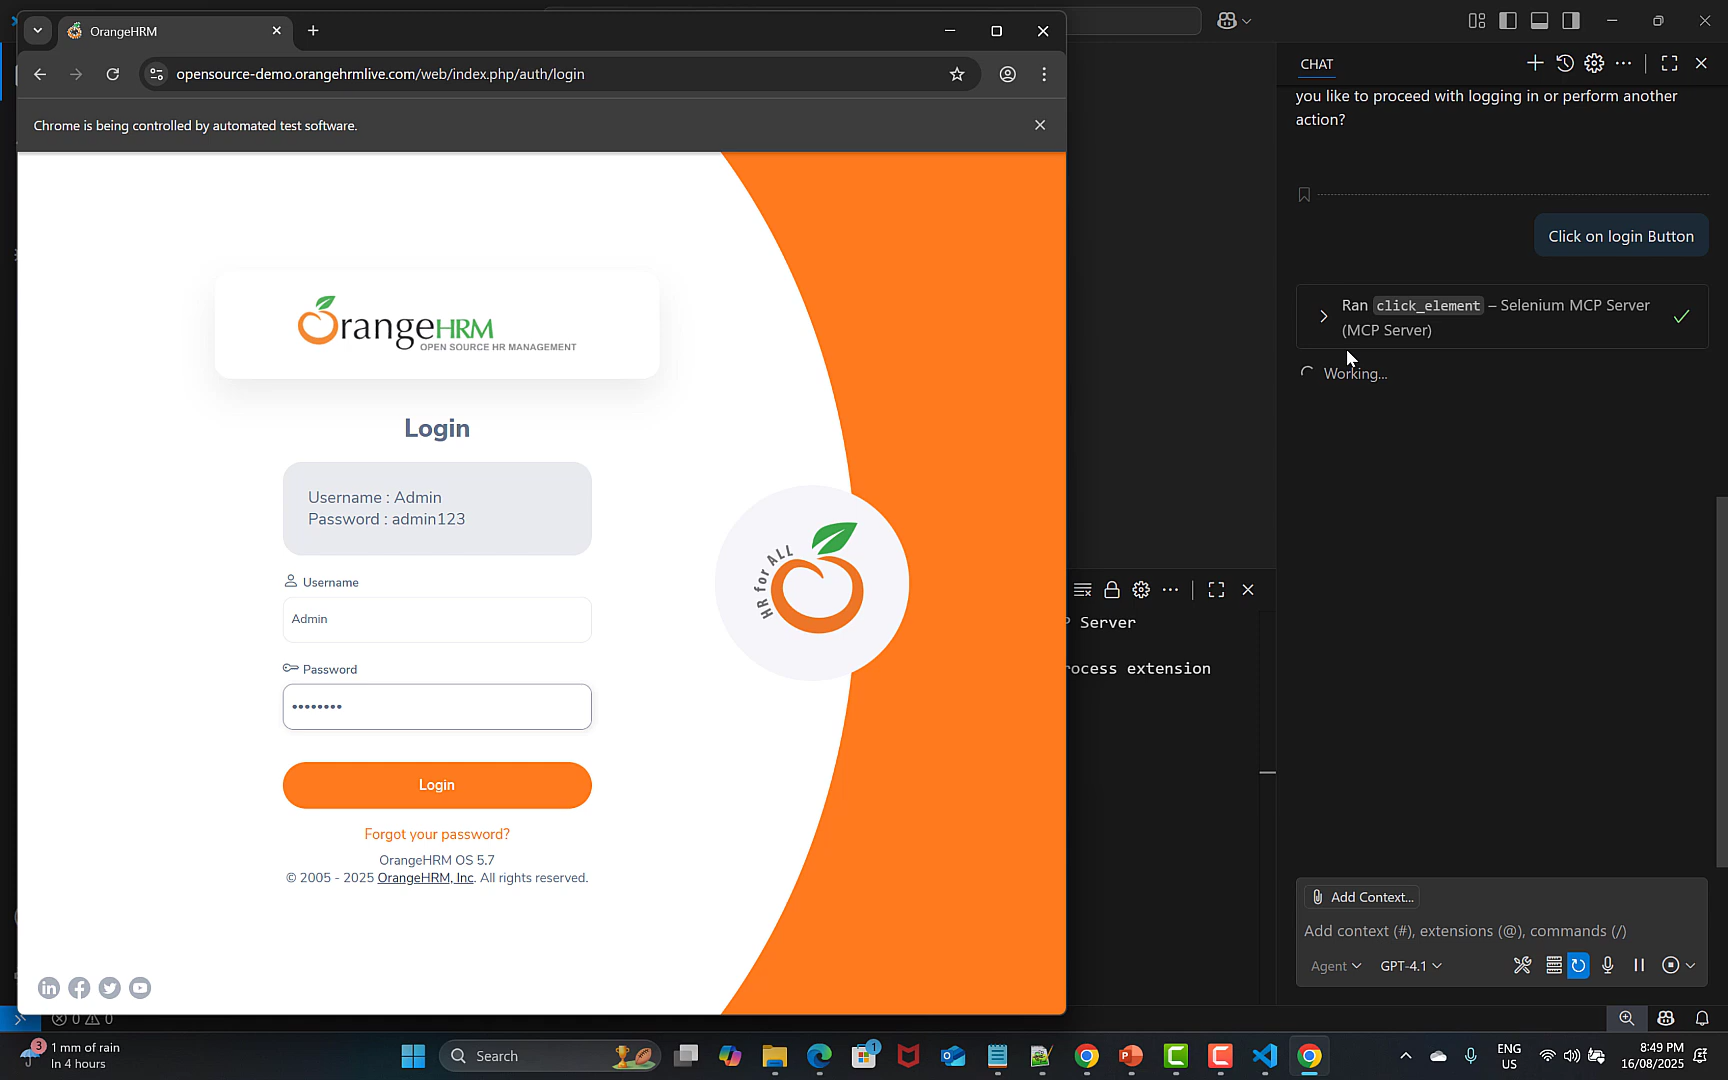 OrangeHRM
opensource-demo.orangehrmlive.com/web/index.php/auth/login
Chrome is being controlled by automated test software.
OrangeHRM
OPEN SOURCE HR MANAGEMENT
Login
Username : Admin
Password : admin123
Username
Admin
Password
••••••••
Login
Forgot your password?
OrangeHRM OS 5.7
© 2005 - 2025 OrangeHRM, Inc. All rights reserved.
HR for ALL
CHAT
you like to proceed with logging in or perform another
action?
Click on login Button
Ran click_element – Selenium MCP Server
(MCP Server)
Working...
Server
rocess extension
Add Context...
Add context (#), extensions (@), commands (/)
Agent
GPT-4.1
0 0
3
1 mm of rain
In 4 hours
Search
1
ENG
US
8:49 PM
16/08/2025